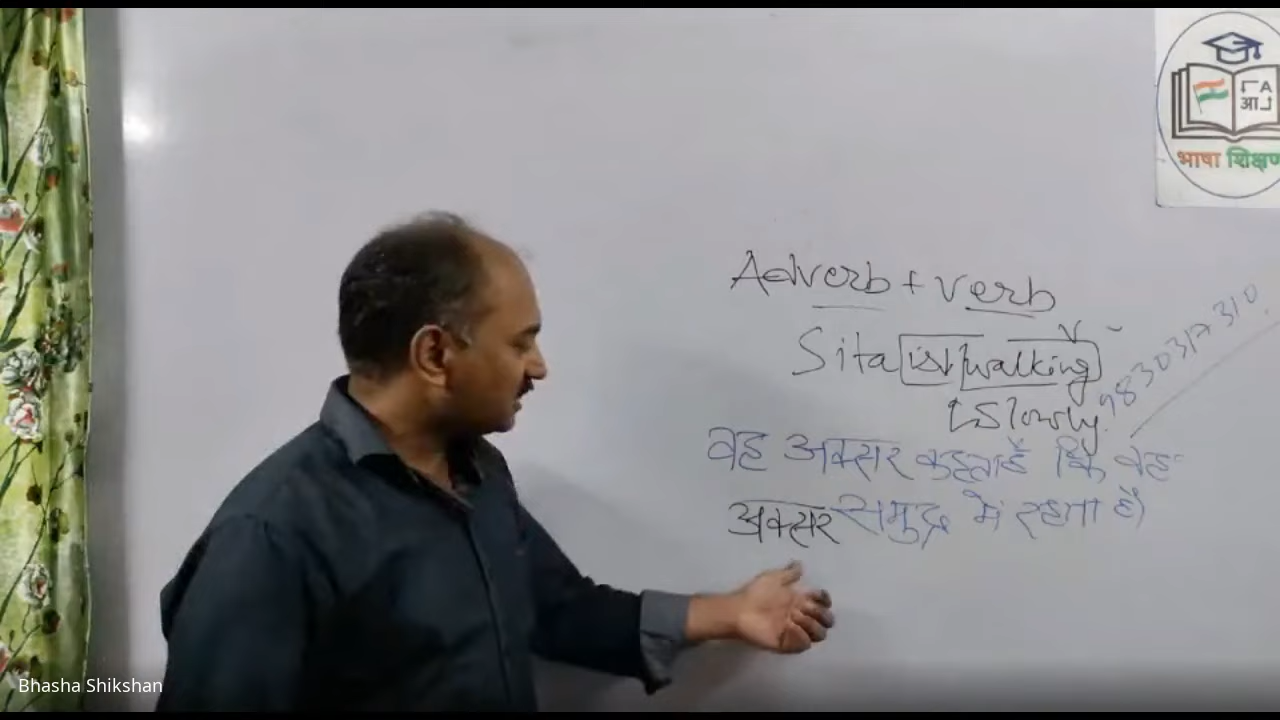 Adverb + Verb
Sita is walking
slowly.
9830317310
वह अक्सर कहता है कि वह
अक्सर समुद्र में रहता है।
A
आ
भाषा शिक्षण
Bhasha Shikshan